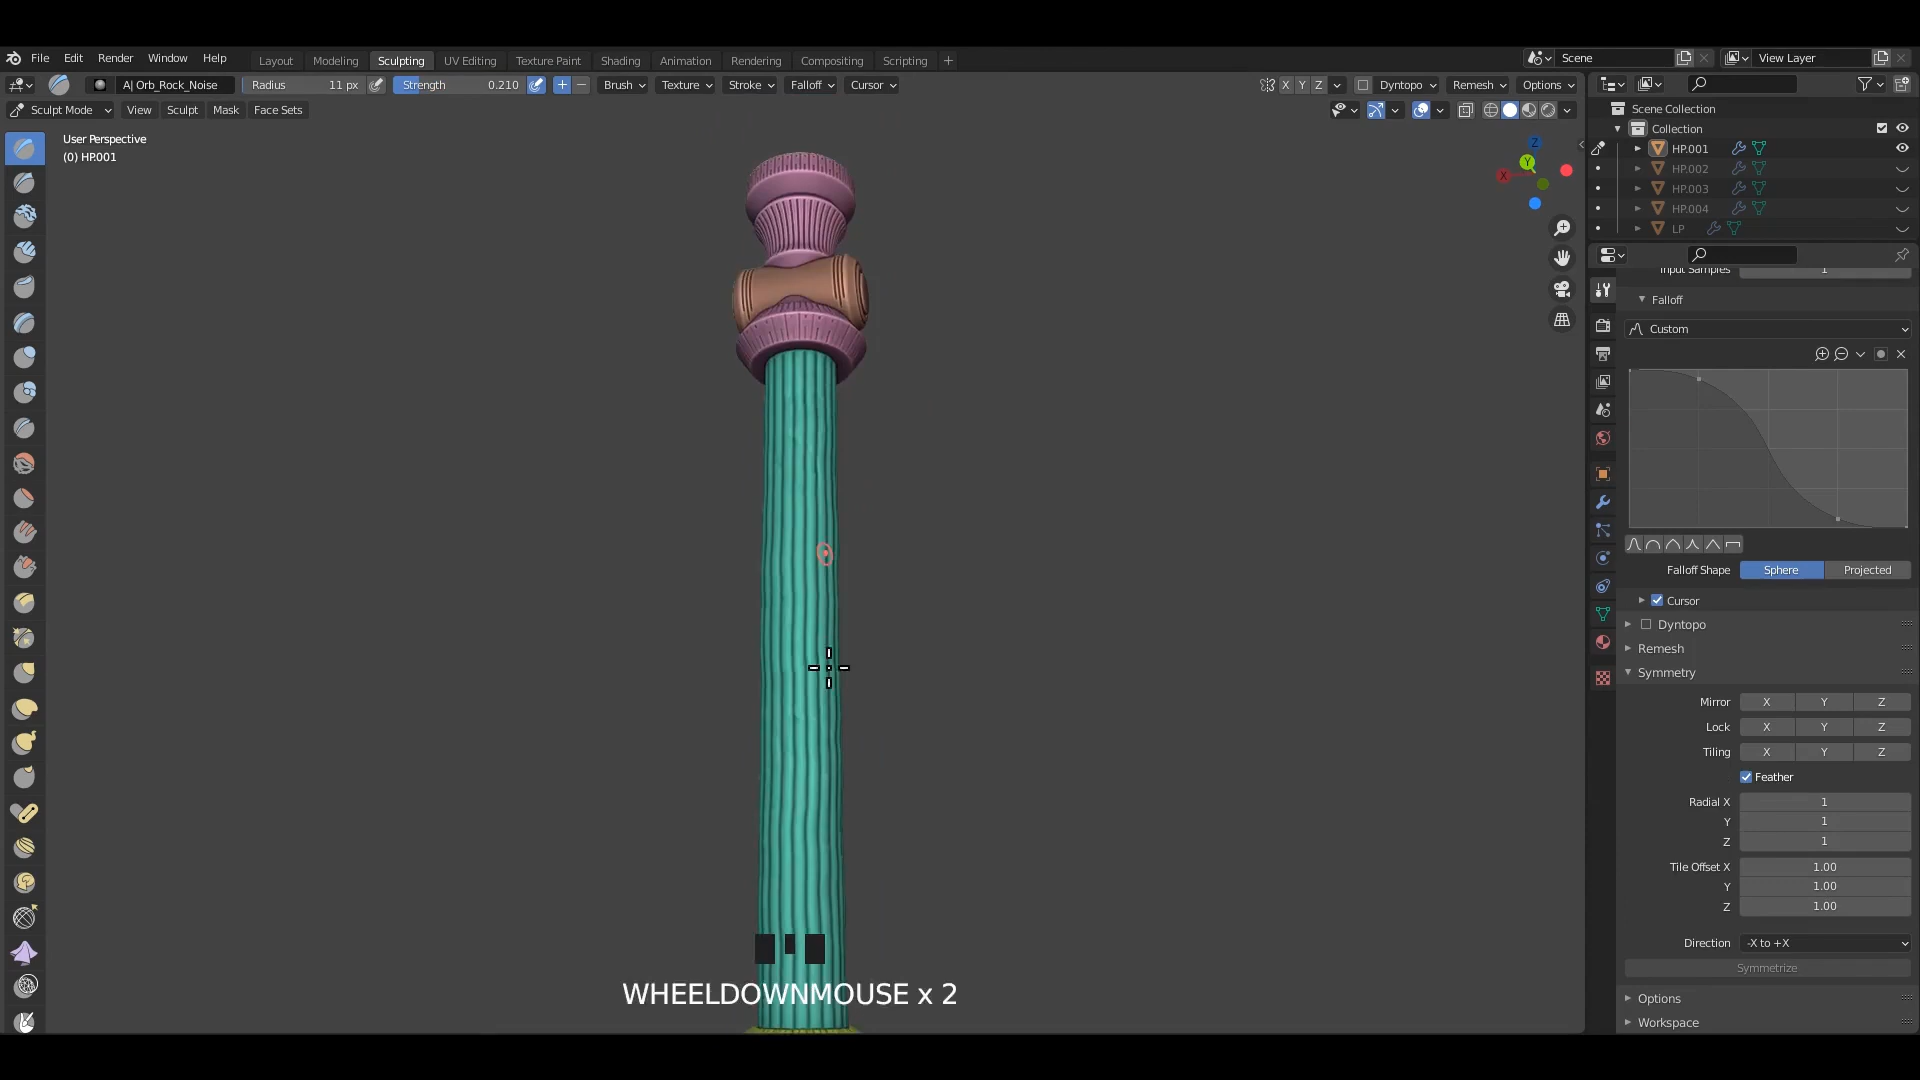 File Edit Render Window Help Layout Modeling Sculpting UV Editing Texture Paint Shading Animation Rendering Compositing Scripting + Scene View Layer
A| Orb_Rock_Noise Radius 11 px Strength 0.210 Brush Texture Stroke Falloff Cursor X Y Z Dyntopo Remesh Options
Sculpt Mode View Sculpt Mask Face Sets
Scene Collection
Collection
HP.001
HP.002
HP.003
HP.004
LP
User Perspective
(0) HP.001
Z
Y
X
Input Samples 1
Falloff
Custom
Falloff Shape Sphere Projected
Cursor
Dyntopo
Remesh
Symmetry
Mirror X Y Z
Lock X Y Z
Tiling X Y Z
Feather
Radial X 1
Y 1
Z 1
Tile Offset X 1.00
Y 1.00
Z 1.00
Direction -X to +X
Symmetrize
Options
Workspace
WHEELDOWNMOUSE x 2